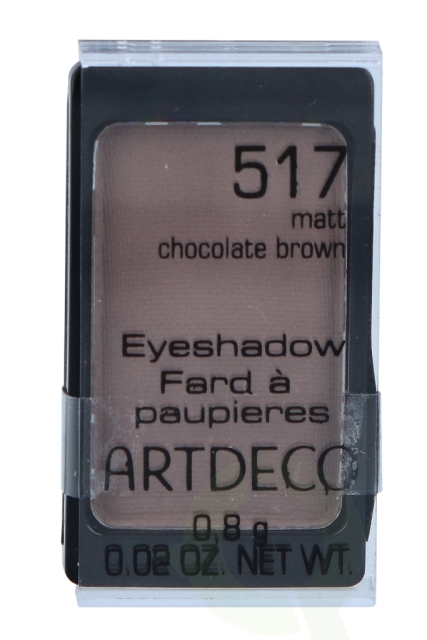 517
matt
chocolate brown
Eyeshadow
Fard à
paupieres
ARTDECO
0,8 g
0.02 OZ. NET WT.